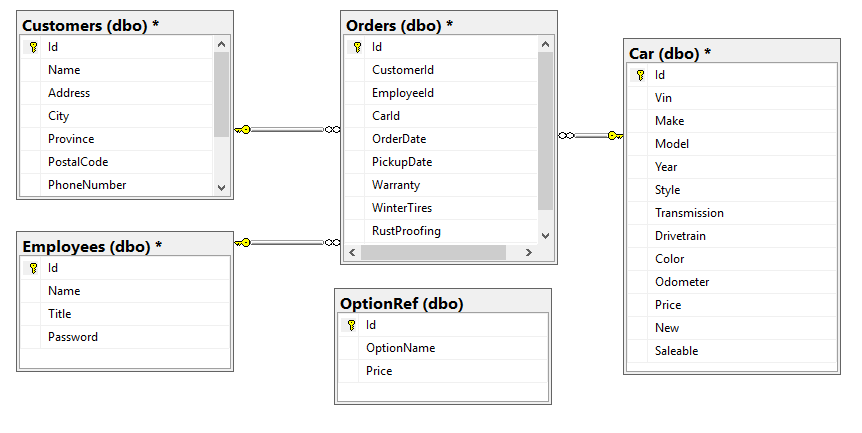 Customers (dbo) *
Id
Name
Address
City
Province
PostalCode
PhoneNumber
Orders (dbo) *
Id
CustomerId
EmployeeId
CarId
OrderDate
PickupDate
Warranty
WinterTires
RustProofing
Car (dbo) *
Id
Vin
Make
Model
Year
Style
Transmission
Drivetrain
Color
Odometer
Price
New
Saleable
Employees (dbo) *
Id
Name
Title
Password
OptionRef (dbo)
Id
OptionName
Price